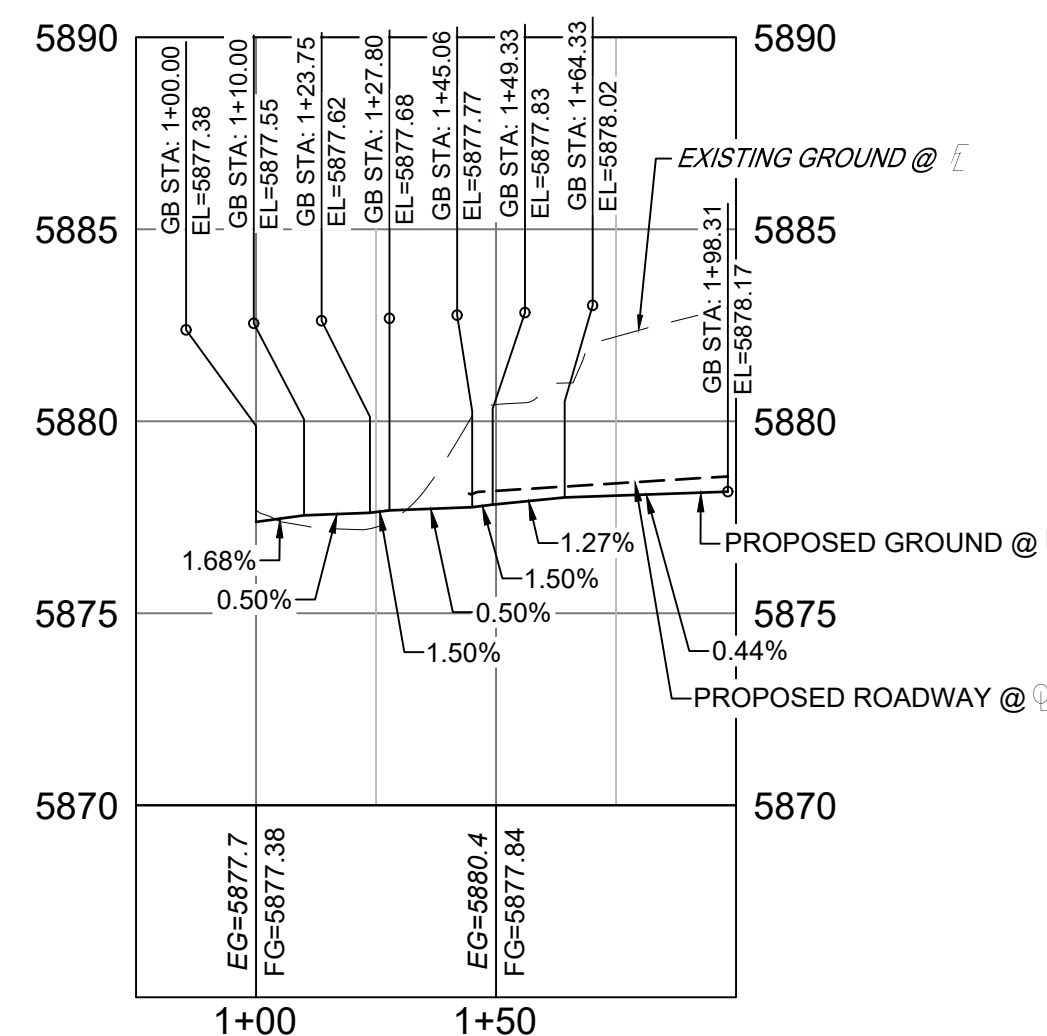 5890
5890
GB STA: 1+00.00
EL=5877.38
GB STA: 1+10.00
EL=5877.55
GB STA: 1+23.75
EL=5877.62
GB STA: 1+27.80
EL=5877.68
GB STA: 1+45.06
EL=5877.77
GB STA: 1+49.33
EL=5877.83
GB STA: 1+64.33
EL=5878.02
EXISTING GROUND @
5885
5885
GB STA: 1+98.31
EL=5878.17
5880
5880
1.68%
0.50%
1.50%
0.50%
1.50%
1.27%
PROPOSED GROUND @
5875
5875
0.44%
PROPOSED ROADWAY @
5870
5870
EG=5877.7
FG=5877.38
EG=5880.4
FG=5877.84
1+00
1+50